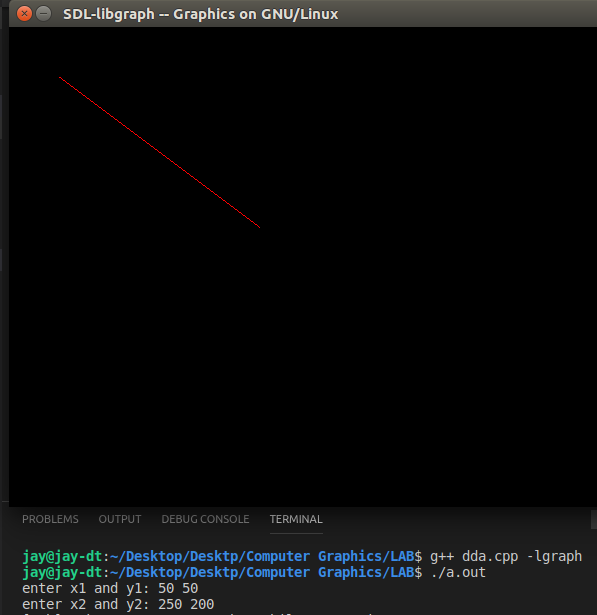 SDL-libgraph -- Graphics on GNU/Linux
PROBLEMS OUTPUT DEBUG CONSOLE TERMINAL
jay@jay-dt:~/Desktop/Desktp/Computer Graphics/LAB$ g++ dda.cpp -lgraph
jay@jay-dt:~/Desktop/Desktp/Computer Graphics/LAB$ ./a.out
enter x1 and y1: 50 50
enter x2 and y2: 250 200